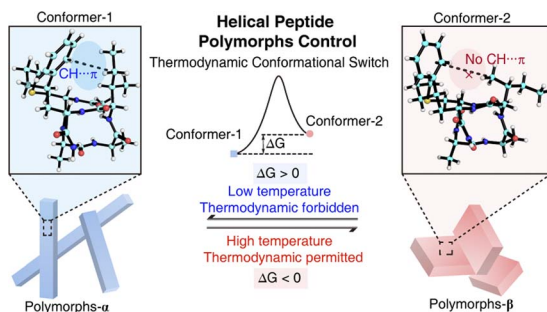 Conformer-1
CH···π
Polymorphs-α
Helical Peptide
Polymorphs Control
Thermodynamic Conformational Switch
Conformer-2
Conformer-1
ΔG
ΔG > 0
Low temperature
Thermodynamic forbidden
High temperature
Thermodynamic permitted
ΔG < 0
Conformer-2
No CH···π
x
Polymorphs-β